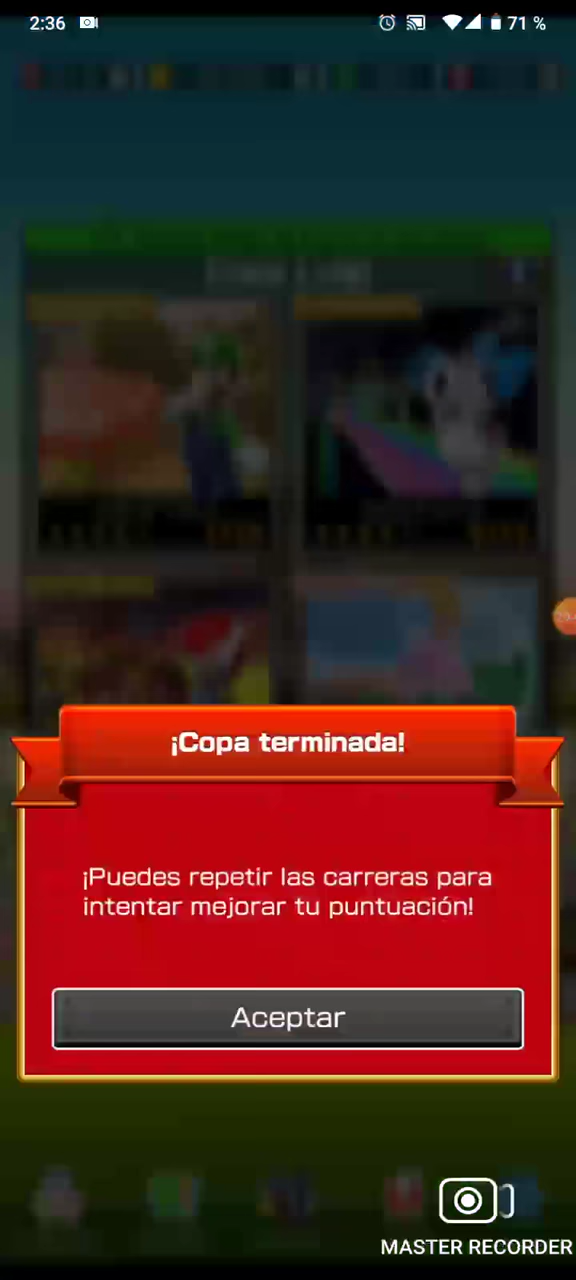 2:36
71 %
¡Copa terminada!
¡Puedes repetir las carreras para
intentar mejorar tu puntuación!
Aceptar
MASTER RECORDER